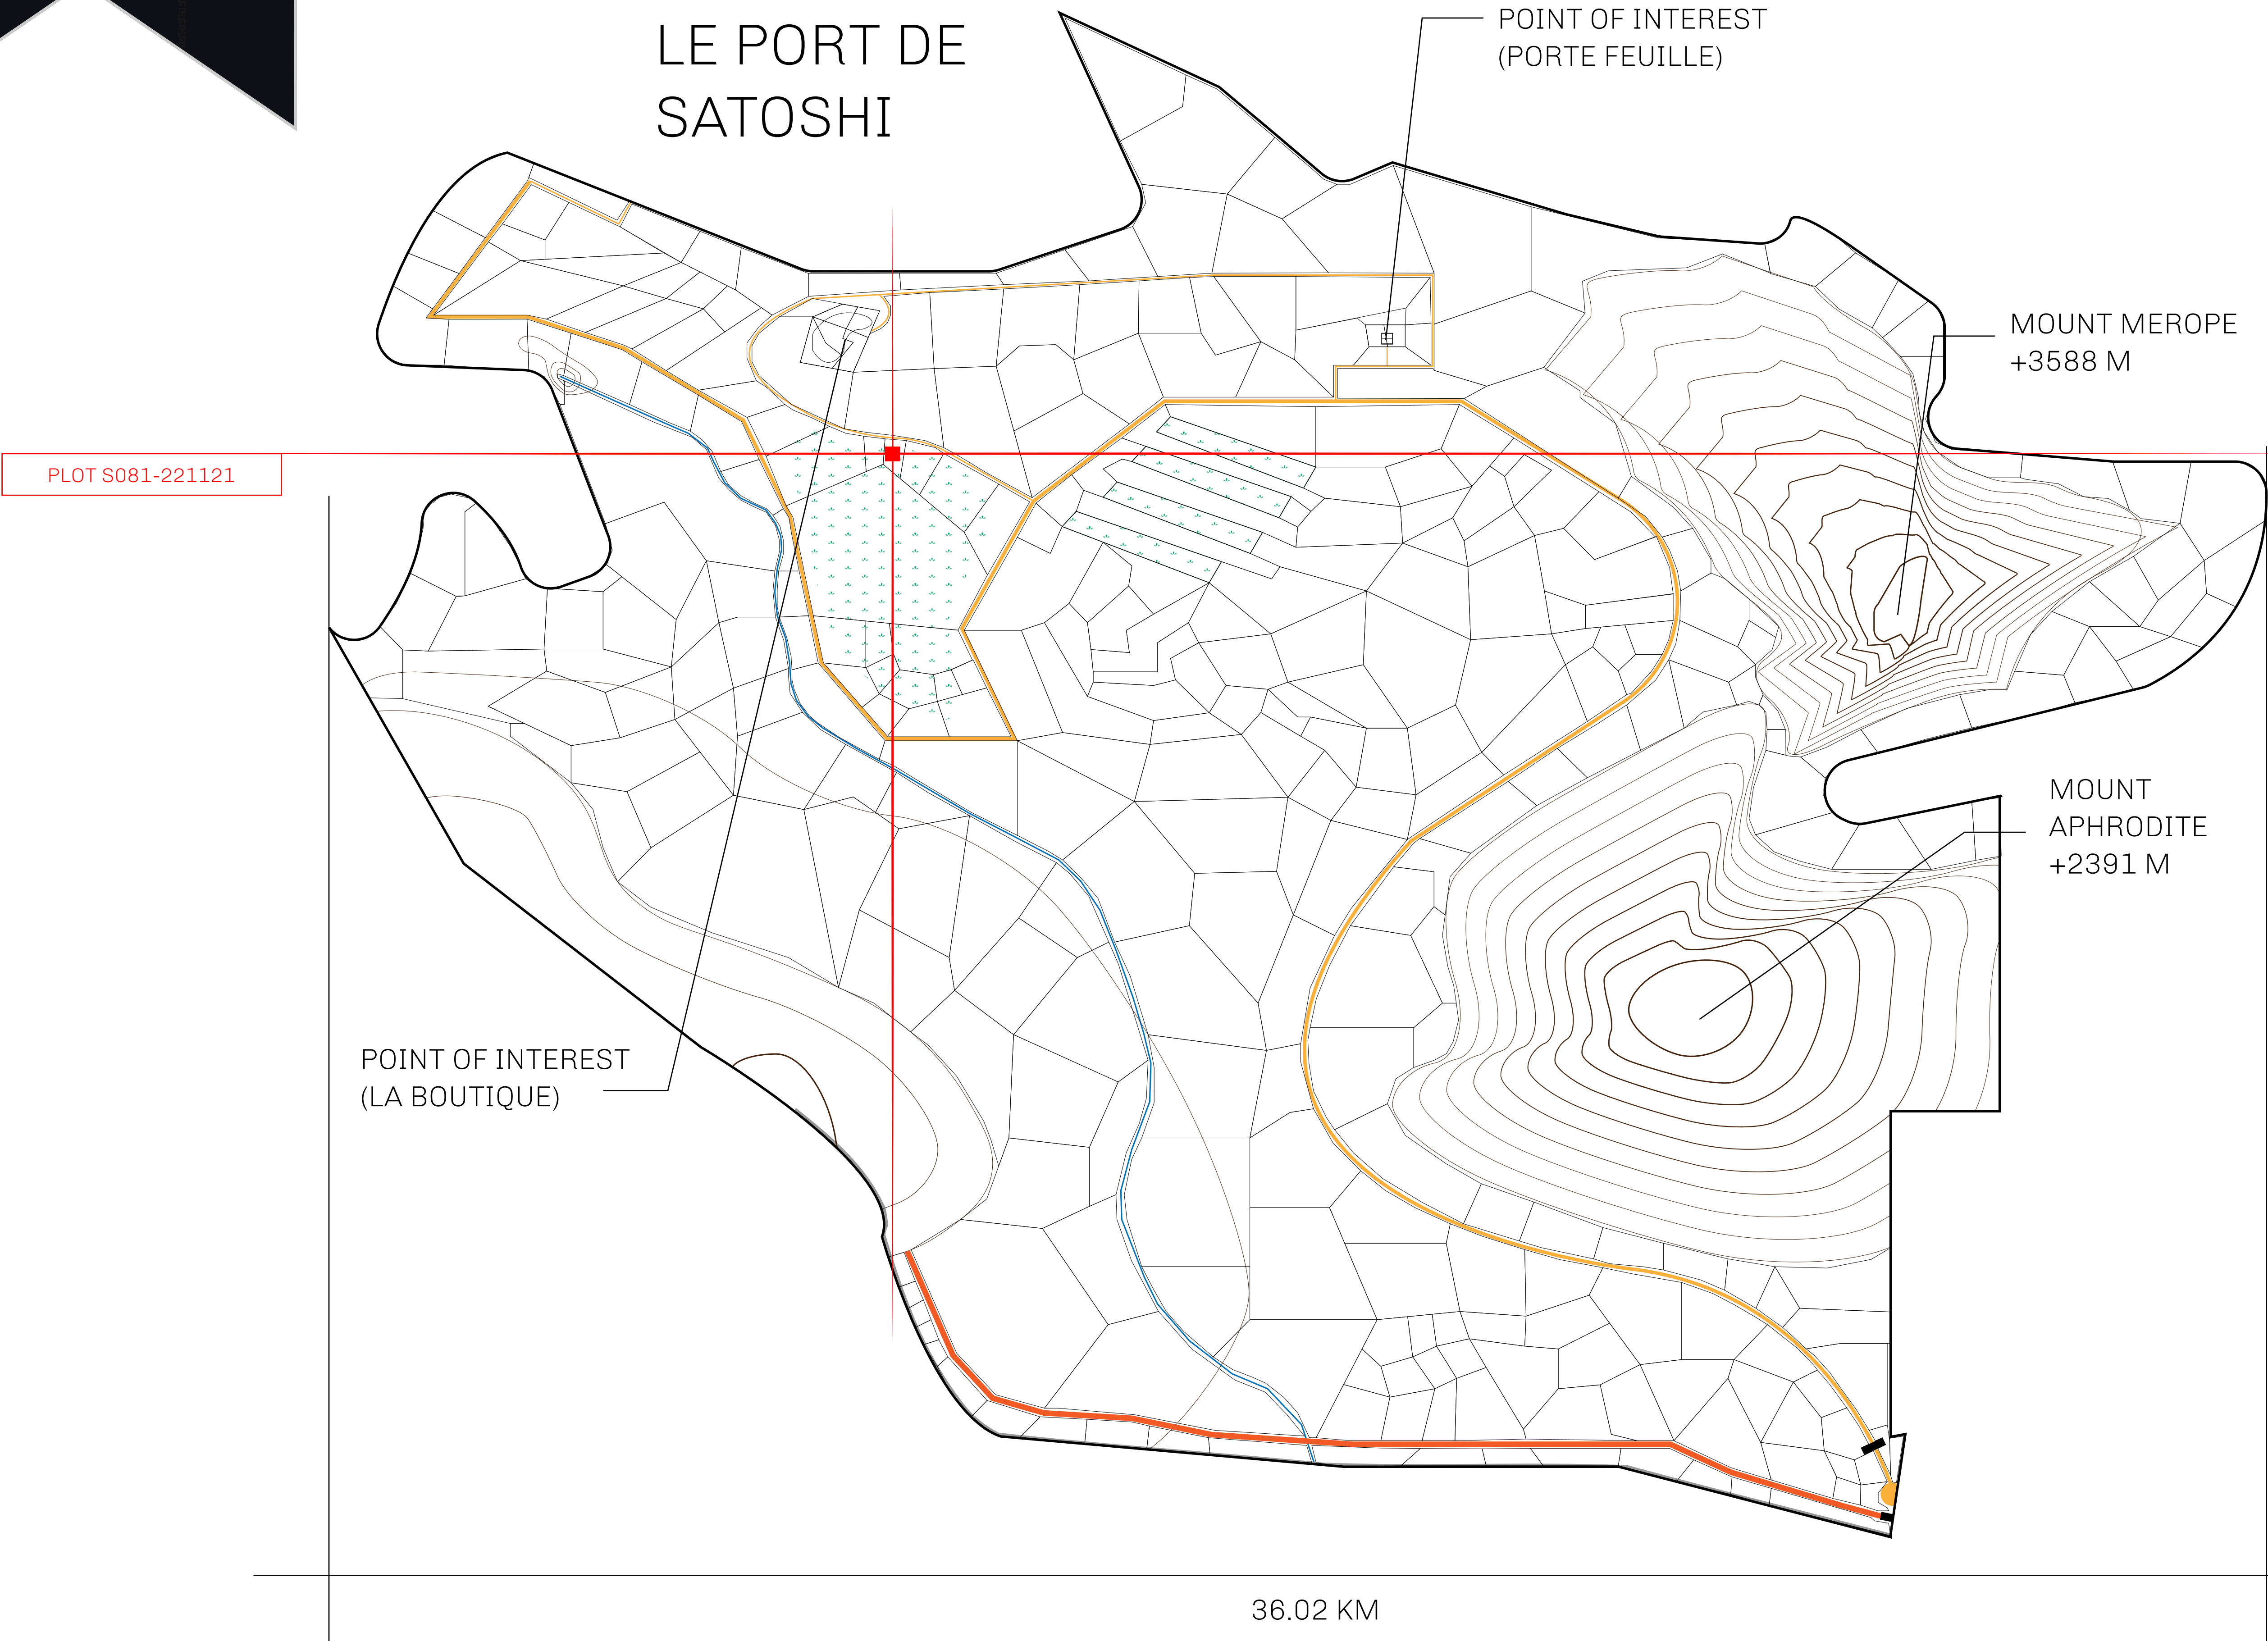 LE PORT DE
SATOSHI
POINT OF INTEREST
(PORTE FEUILLE)
MOUNT MEROPE
+3588 M
PLOT S081-221121
MOUNT
APHRODITE
+2391 M
POINT OF INTEREST
(LA BOUTIQUE)
36.02 KM